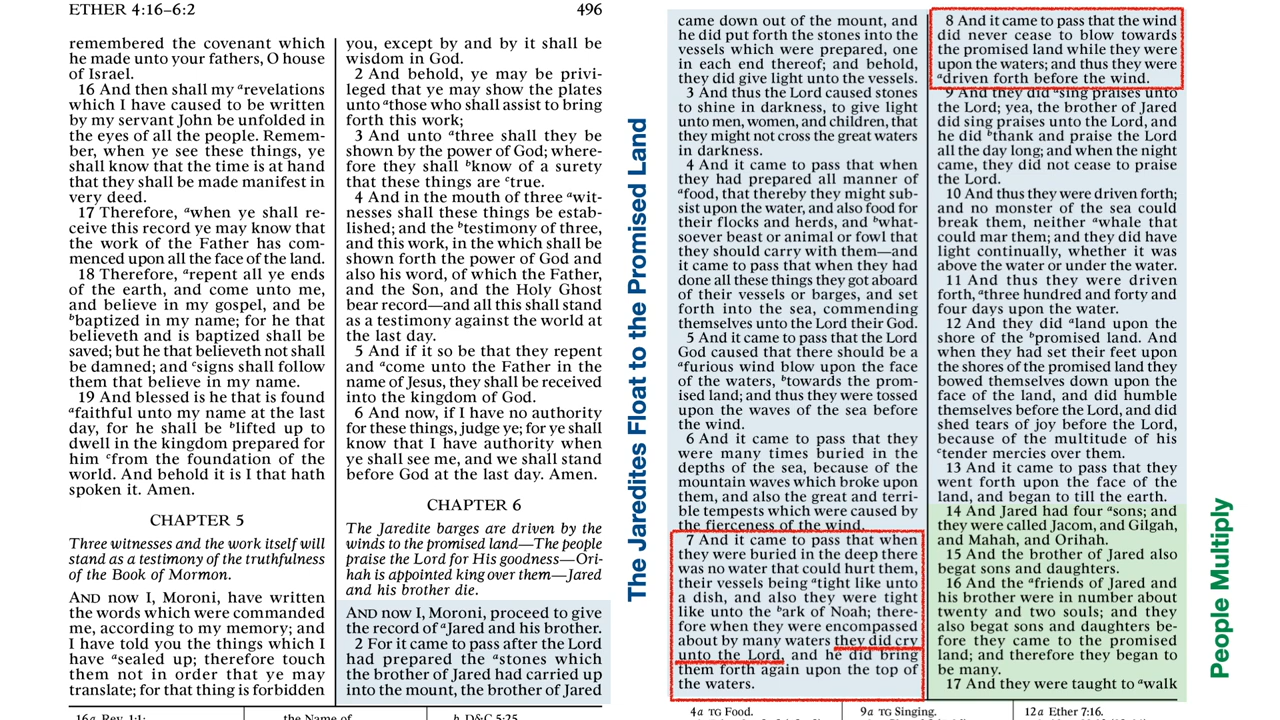 ETHER 4:16–6:2
496
remembered the covenant which
he made unto your fathers, O house
of Israel.
16 And then shall my ᵃrevelations
which I have caused to be written
by my servant John be unfolded in
the eyes of all the people. Remem-
ber, when ye see these things, ye
shall know that the time is at hand
that they shall be made manifest in
very deed.
17 Therefore, ᵃwhen ye shall re-
ceive this record ye may know that
the work of the Father has com-
menced upon all the face of the land.
18 Therefore, ᵃrepent all ye ends
of the earth, and come unto me,
and believe in my gospel, and be
ᵇbaptized in my name; for he that
believeth and is baptized shall be
saved; but he that believeth not shall
be damned; and ᶜsigns shall follow
them that believe in my name.
19 And blessed is he that is found
ᵃfaithful unto my name at the last
day, for he shall be ᵇlifted up to
dwell in the kingdom prepared for
him ᶜfrom the foundation of the
world. And behold it is I that hath
spoken it. Amen.
CHAPTER 5
Three witnesses and the work itself will
stand as a testimony of the truthfulness
of the Book of Mormon.
AND now I, Moroni, have written
the words which were commanded
me, according to my memory; and
I have told you the things which I
have ᵃsealed up; therefore touch
them not in order that ye may
translate; for that thing is forbidden
you, except by and by it shall be
wisdom in God.
2 And behold, ye may be privi-
leged that ye may show the plates
unto ᵃthose who shall assist to bring
forth this work;
3 And unto ᵃthree shall they be
shown by the power of God; where-
fore they shall ᵇknow of a surety
that these things are ᶜtrue.
4 And in the mouth of three ᵃwit-
nesses shall these things be estab-
lished; and the ᵇtestimony of three,
and this work, in the which shall be
shown forth the power of God and
also his word, of which the Father,
and the Son, and the Holy Ghost
bear record—and all this shall stand
as a testimony against the world at
the last day.
5 And if it so be that they repent
and ᵃcome unto the Father in the
name of Jesus, they shall be received
into the kingdom of God.
6 And now, if I have no authority
for these things, judge ye; for ye shall
know that I have authority when
ye shall see me, and we shall stand
before God at the last day. Amen.
CHAPTER 6
The Jaredite barges are driven by the
winds to the promised land—The people
praise the Lord for His goodness—Ori-
hah is appointed king over them—Jared
and his brother die.
AND now I, Moroni, proceed to give
the record of ᵃJared and his brother.
2 For it came to pass after the Lord
had prepared the ᵃstones which
the brother of Jared had carried up
into the mount, the brother of Jared
The Jaredites Float to the Promised Land
came down out of the mount, and
he did put forth the stones into the
vessels which were prepared, one
in each end thereof; and behold,
they did give light unto the vessels.
3 And thus the Lord caused stones
to shine in darkness, to give light
unto men, women, and children, that
they might not cross the great waters
in darkness.
4 And it came to pass that when
they had prepared all manner of
ᵃfood, that thereby they might sub-
sist upon the water, and also food for
their flocks and herds, and ᵇwhat-
soever beast or animal or fowl that
they should carry with them—and
it came to pass that when they had
done all these things they got aboard
of their vessels or barges, and set
forth into the sea, commending
themselves unto the Lord their God.
5 And it came to pass that the Lord
God caused that there should be a
ᵃfurious wind blow upon the face
of the waters, ᵇtowards the prom-
ised land; and thus they were tossed
upon the waves of the sea before
the wind.
6 And it came to pass that they
were many times buried in the
depths of the sea, because of the
mountain waves which broke upon
them, and also the great and terri-
ble tempests which were caused by
the fierceness of the wind.
7 And it came to pass that when
they were buried in the deep there
was no water that could hurt them,
their vessels being ᵃtight like unto
a dish, and also they were tight
like unto the ᵇark of Noah; there-
fore when they were encompassed
about by many waters they did cry
unto the Lord, and he did bring
them forth again upon the top of
the waters.
8 And it came to pass that the wind
did never cease to blow towards
the promised land while they were
upon the waters; and thus they were
ᵃdriven forth before the wind.
9 And they did ᵃsing praises unto
the Lord; yea, the brother of Jared
did sing praises unto the Lord, and
he did ᵇthank and praise the Lord
all the day long; and when the night
came, they did not cease to praise
the Lord.
10 And thus they were driven forth;
and no monster of the sea could
break them, neither ᵃwhale that
could mar them; and they did have
light continually, whether it was
above the water or under the water.
11 And thus they were driven
forth, ᵃthree hundred and forty and
four days upon the water.
12 And they did ᵃland upon the
shore of the ᵇpromised land. And
when they had set their feet upon
the shores of the promised land they
bowed themselves down upon the
face of the land, and did humble
themselves before the Lord, and did
shed tears of joy before the Lord,
because of the multitude of his
ᶜtender mercies over them.
13 And it came to pass that they
went forth upon the face of the
land, and began to till the earth.
14 And Jared had four ᵃsons; and
they were called Jacom, and Gilgah,
and Mahah, and Orihah.
15 And the brother of Jared also
begat sons and daughters.
16 And the ᵃfriends of Jared and
his brother were in number about
twenty and two souls; and they
also begat sons and daughters be-
fore they came to the promised
land; and therefore they began to
be many.
17 And they were taught to ᵃwalk
People Multiply
16a Rev. 1:1;
the Name of
b D&C 5:25.
4a TG Food.
9a TG Singing.
12a Ether 7:16.